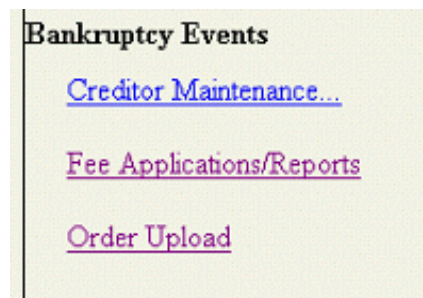 Bankruptcy Events
Creditor Maintenance...
Fee Applications/Reports
Order Upload